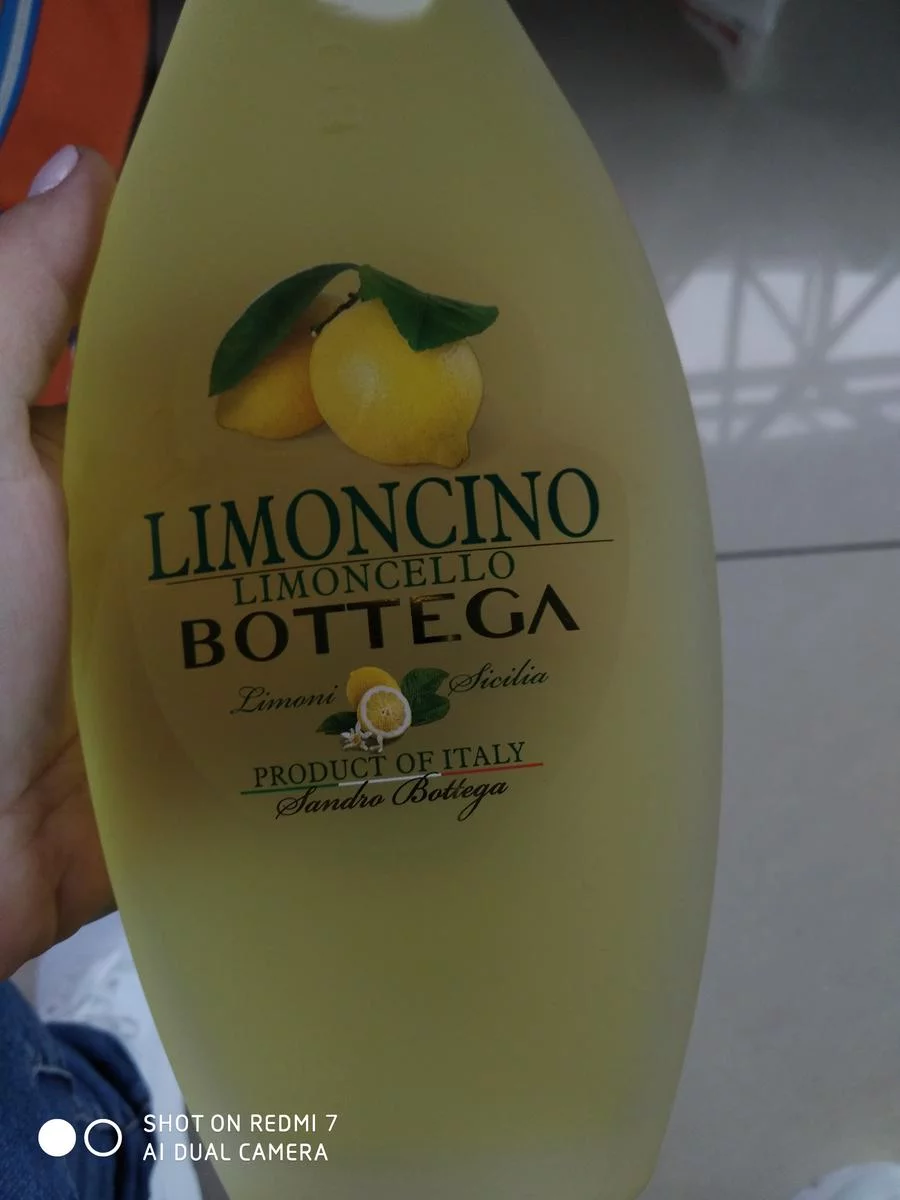 LIMONCINO
LIMONCELLO
BOTTEGA
Limoni Sicilia
PRODUCT OF ITALY
Sandro Bottega
SHOT ON REDMI 7
AI DUAL CAMERA